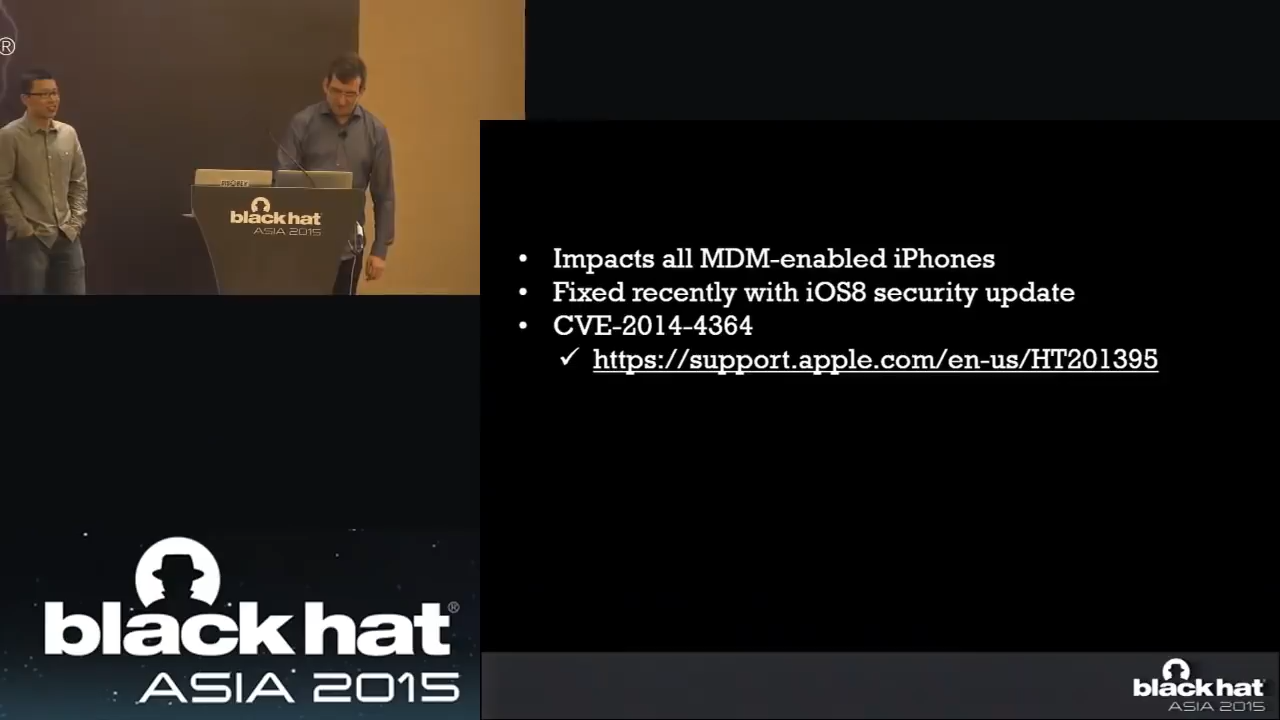 ®
black hat
ASIA 2015
• Impacts all MDM-enabled iPhones
• Fixed recently with iOS8 security update
• CVE-2014-4364
✓ https://support.apple.com/en-us/HT201395
black hat®
ASIA 2015
black hat
ASIA 2015